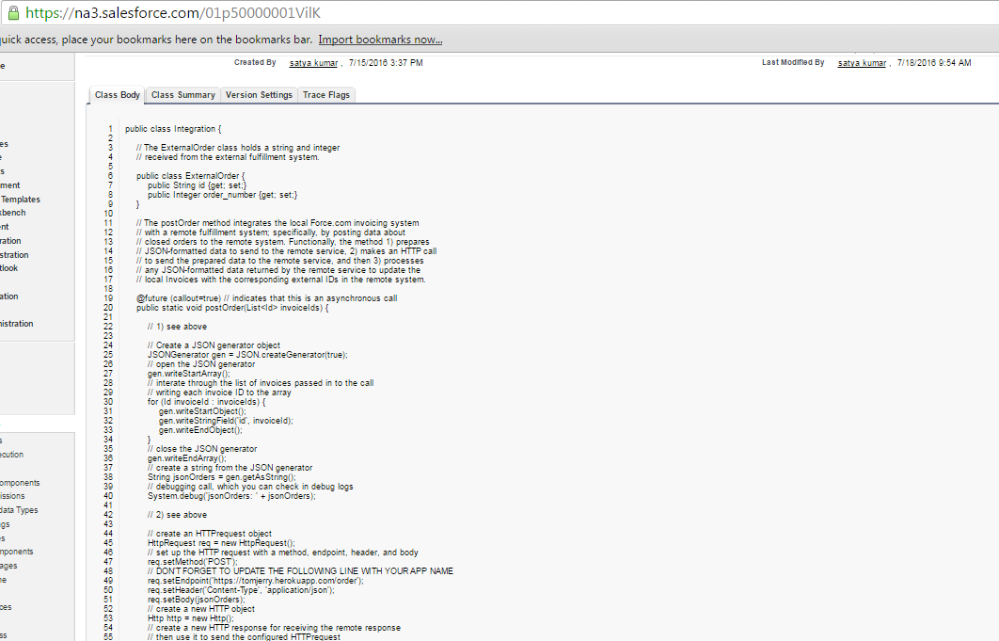 https://na3.salesforce.com/01p50000001VilK
quick access, place your bookmarks here on the bookmarks bar. Import bookmarks now...
Created By satya kumar , 7/15/2016 3:37 PM Last Modified By satya kumar , 7/18/2016 9:54 AM
Class Body Class Summary Version Settings Trace Flags
1 public class Integration {
2
3 // The ExternalOrder class holds a string and integer
4 // received from the external fulfillment system.
5
6 public class ExternalOrder {
7 public String id {get; set;}
8 public Integer order_number {get; set;}
9 }
10
11 // The postOrder method integrates the local Force.com invoicing system
12 // with a remote fulfillment system; specifically, by posting data about
13 // closed orders to the remote system. Functionally, the method 1) prepares
14 // JSON-formatted data to send to the remote service, 2) makes an HTTP call
15 // to send the prepared data to the remote service, and then 3) processes
16 // any JSON-formatted data returned by the remote service to update the
17 // local Invoices with the corresponding external IDs in the remote system.
18
19 @future (callout=true) // indicates that this is an asynchronous call
20 public static void postOrder(List<Id> invoiceIds) {
21
22 // 1) see above
23
24 // Create a JSON generator object
25 JSONGenerator gen = JSON.createGenerator(true);
26 // open the JSON generator
27 gen.writeStartArray();
28 // interate through the list of invoices passed in to the call
29 // writing each invoice ID to the array
30 for (Id invoiceId : invoiceIds) {
31 gen.writeStartObject();
32 gen.writeStringField('id', invoiceId);
33 gen.writeEndObject();
34 }
35 // close the JSON generator
36 gen.writeEndArray();
37 // create a string from the JSON generator
38 String jsonOrders = gen.getAsString();
39 // debugging call, which you can check in debug logs
40 System.debug('jsonOrders: ' + jsonOrders);
41
42 // 2) see above
43
44 // create an HTTPrequest object
45 HttpRequest req = new HttpRequest();
46 // set up the HTTP request with a method, endpoint, header, and body
47 req.setMethod('POST');
48 // DON'T FORGET TO UPDATE THE FOLLOWING LINE WITH YOUR APP NAME
49 req.setEndpoint('https://tomjerry.herokuapp.com/order');
50 req.setHeader('Content-Type', 'application/json');
51 req.setBody(jsonOrders);
52 // create a new HTTP object
53 Http http = new Http();
54 // create a new HTTP response for receiving the remote response
55 // then use it to send the configured HTTPrequest
e
es
e
s
ment
Templates
kbench
nt
ration
stration
tlook
ation
nistration
s
ecution
omponents
issions
data Types
ngs
es
mponents
ages
ne
ces
ss